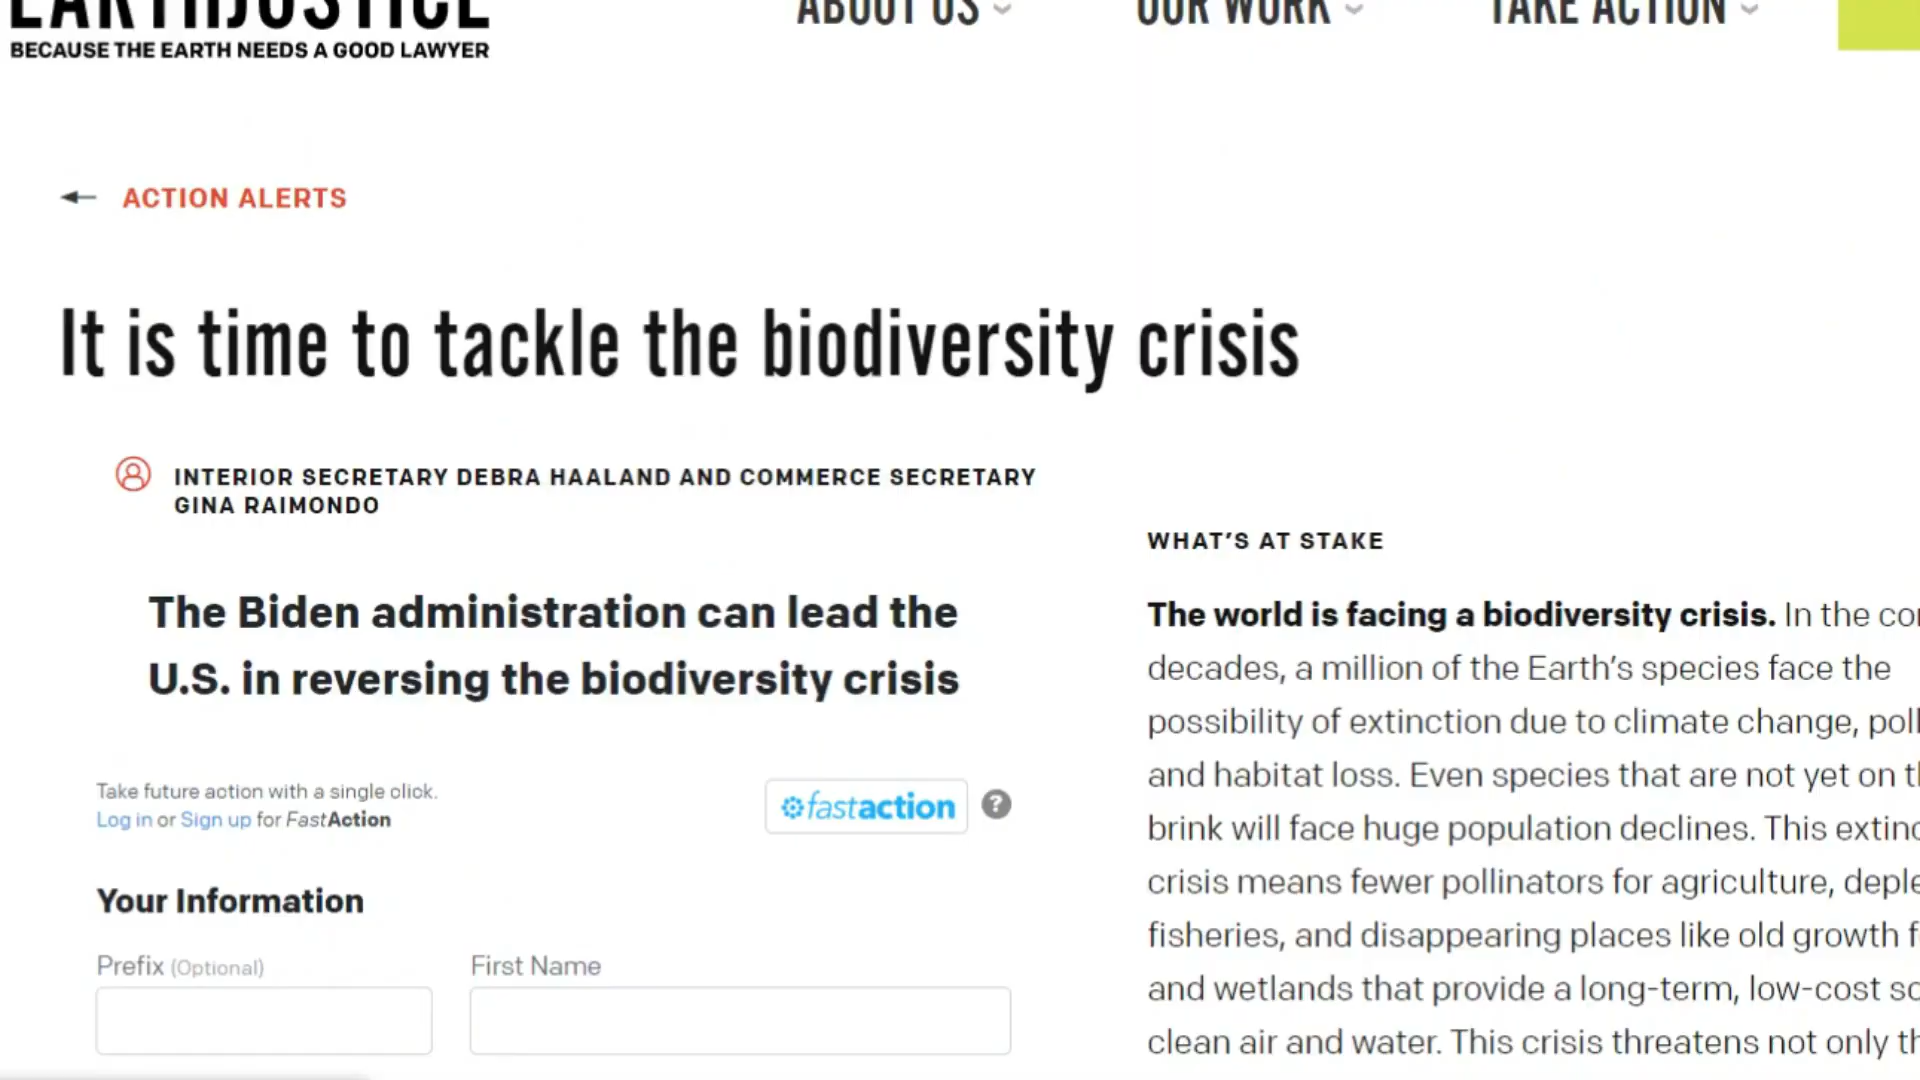 EARTHJUSTICE
BECAUSE THE EARTH NEEDS A GOOD LAWYER
ABOUT US
OUR WORK
TAKE ACTION
ACTION ALERTS
It is time to tackle the biodiversity crisis
INTERIOR SECRETARY DEBRA HAALAND AND COMMERCE SECRETARY
GINA RAIMONDO
The Biden administration can lead the
U.S. in reversing the biodiversity crisis
Take future action with a single click.
Log in or Sign up for FastAction
fastaction
?
Your Information
Prefix (Optional)
First Name
WHAT'S AT STAKE
The world is facing a biodiversity crisis. In the
decades, a million of the Earth's species face the
possibility of extinction due to climate change,
and habitat loss. Even species that are not yet on
brink will face huge population declines. This
crisis means fewer pollinators for agriculture,
fisheries, and disappearing places like old growth
and wetlands that provide a long-term, low-cost
clean air and water. This crisis threatens not only